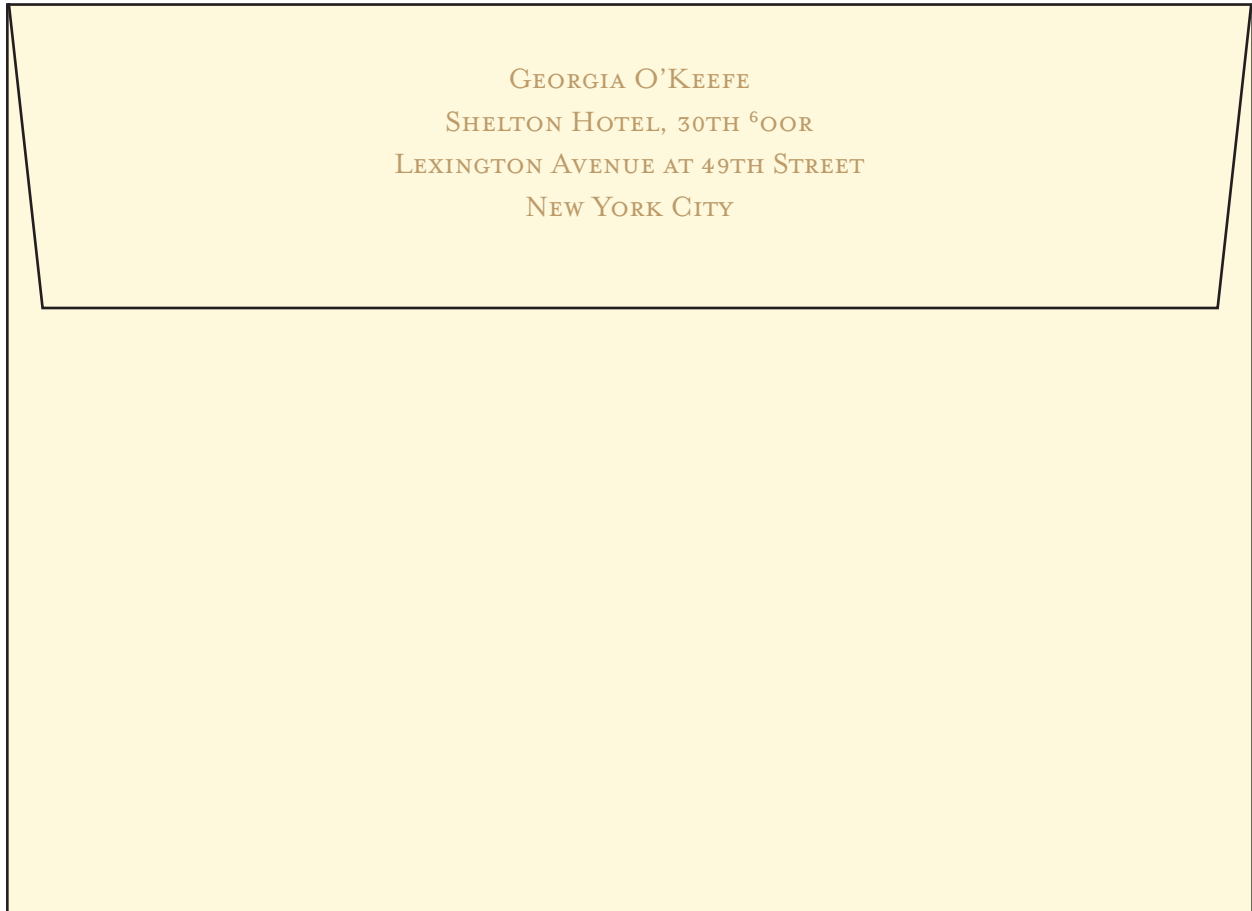 Georgia O’Keefe
Shelton Hotel, 30th ⁶oor
Lexington Avenue at 49th Street
New York City